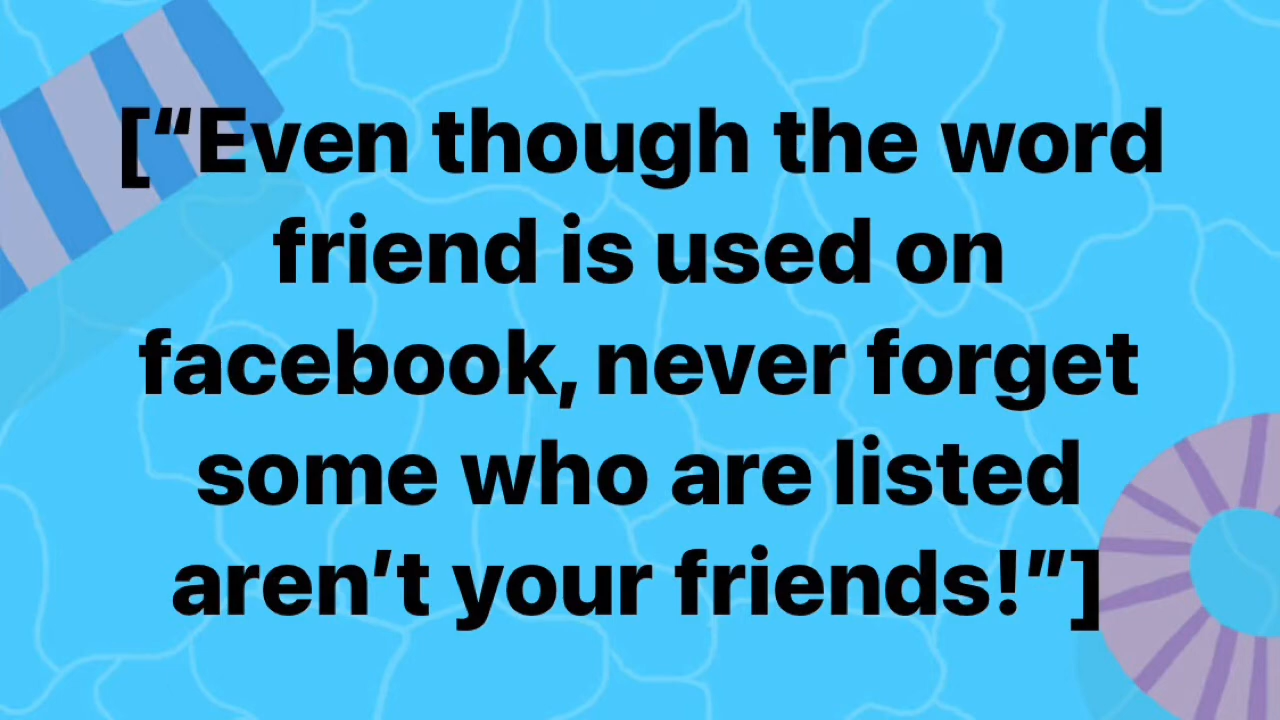 [“Even though the word
friend is used on
facebook, never forget
some who are listed
aren’t your friends!”]